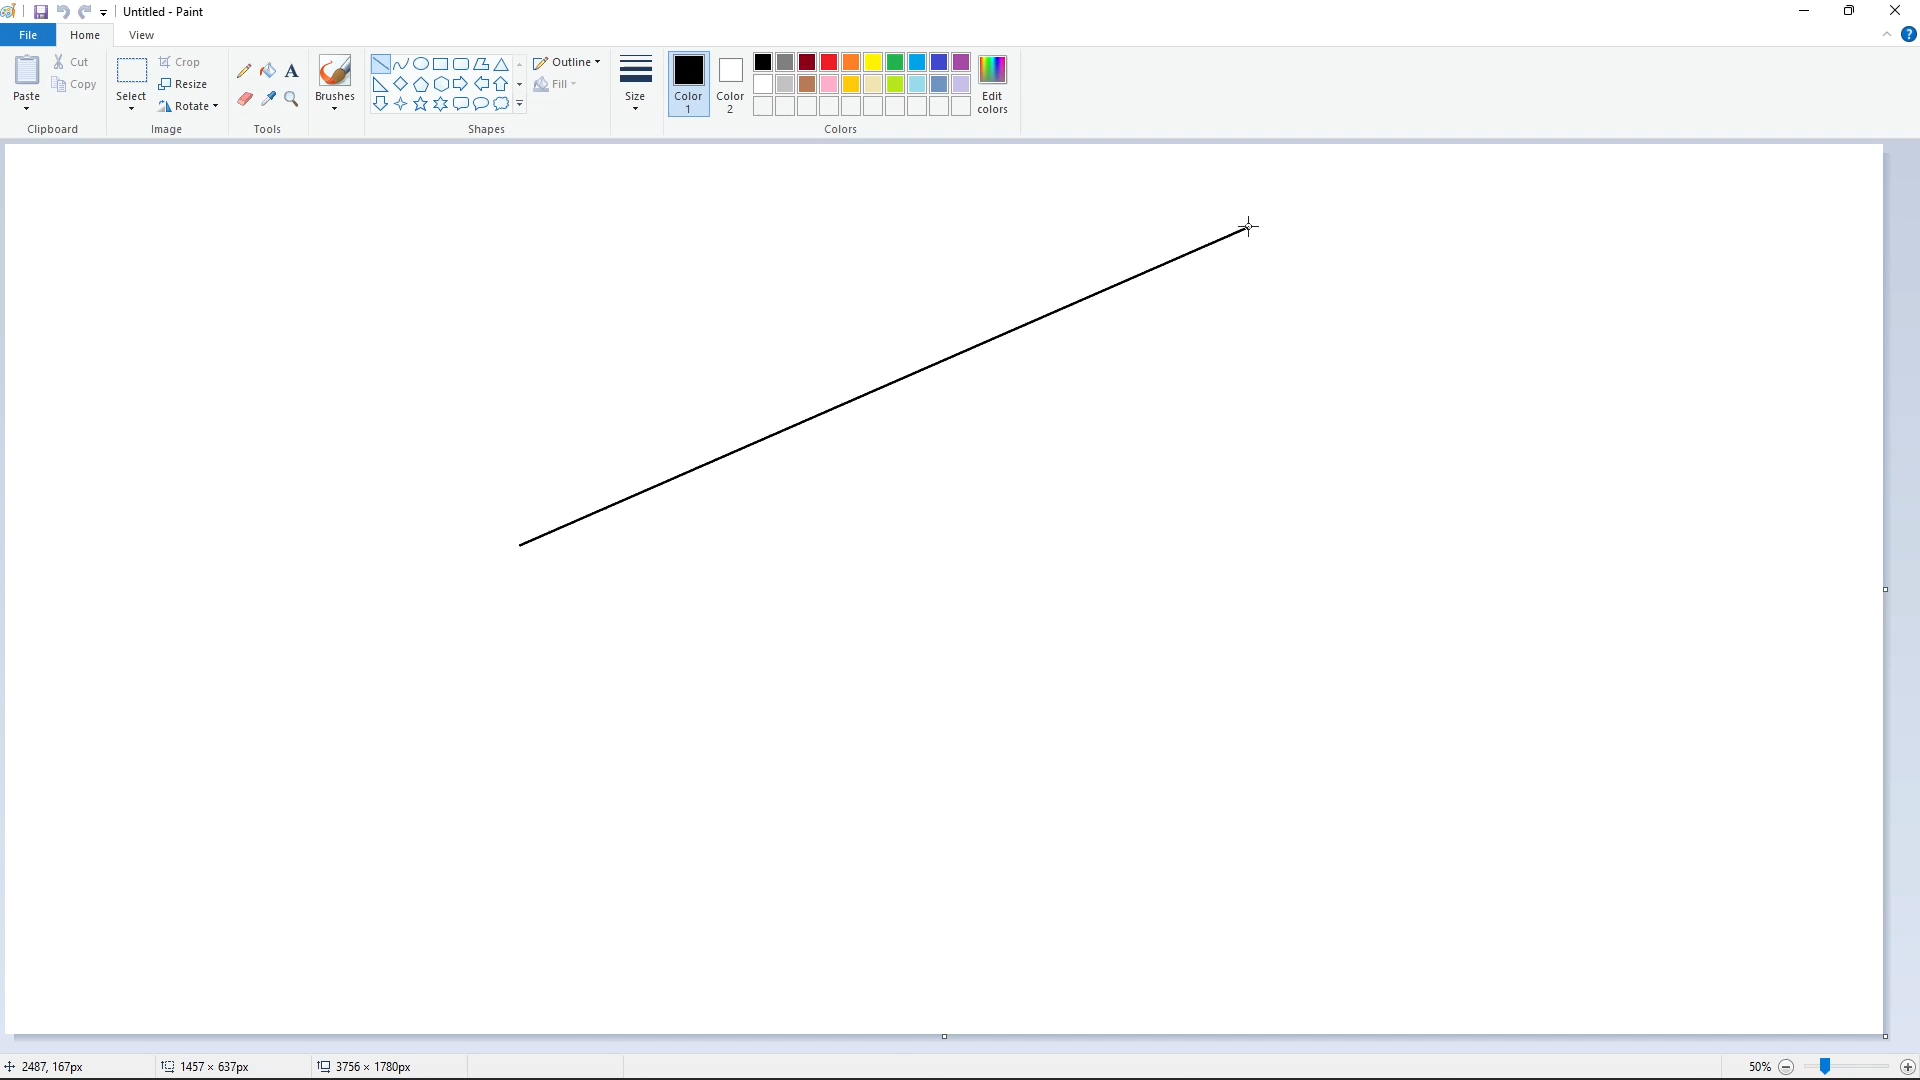 Untitled - Paint
File Home View
Paste Cut Copy Clipboard
Select Crop Resize Rotate Image
A Tools
Brushes
Shapes Outline Fill
Size
Color 1 Color 2 Edit colors Colors
2487, 167px 1457 × 637px 3756 × 1780px 50%